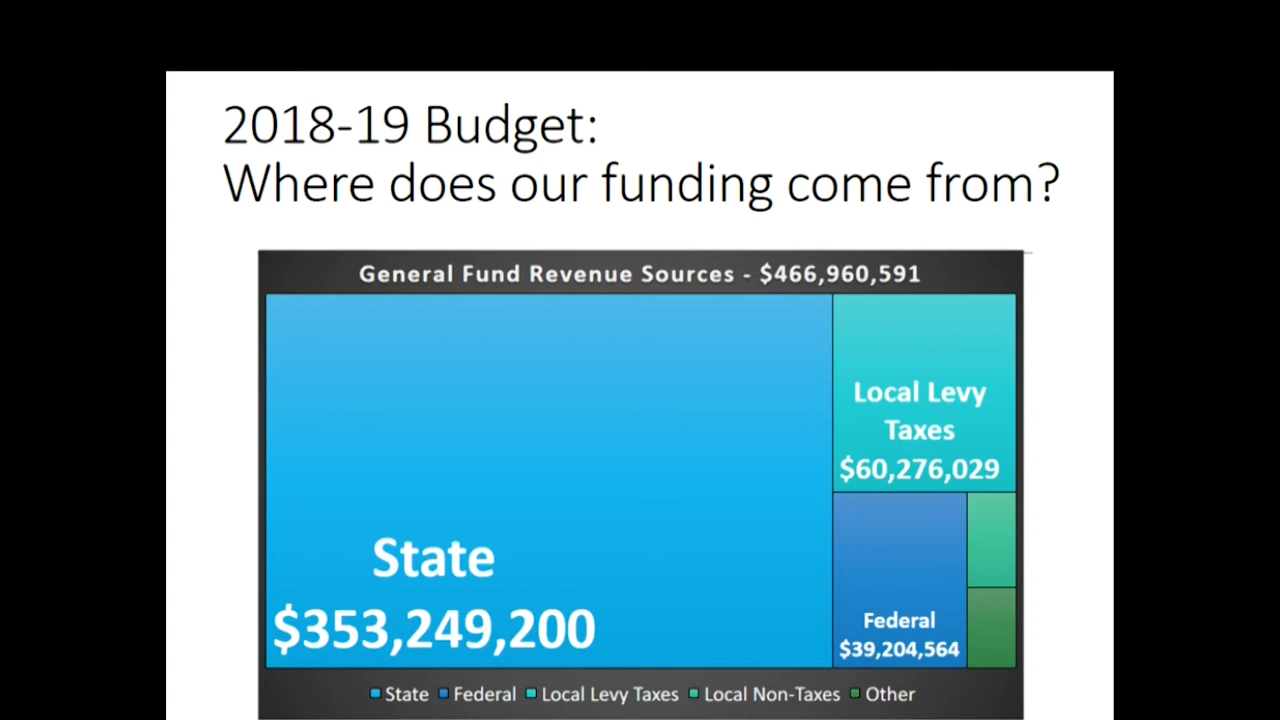 2018-19 Budget:
Where does our funding come from?
General Fund Revenue Sources - $466,960,591
Local Levy
Taxes
$60,276,029
State
$353,249,200
Federal
$39,204,564
State Federal Local Levy Taxes Local Non-Taxes Other